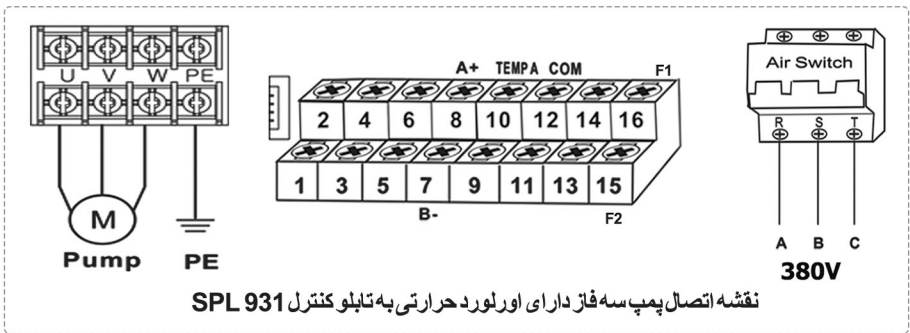 U V W PE
M
Pump PE
A+ TEMPA COM F1
2 4 6 8 10 12 14 16
1 3 5 7 9 11 13 15
B- F2
Air Switch
R S T
A B C
380V
نقشه اتصال پمپ سه فاز دارای اورلورد حرارتی به تابلو کنترل SPL 931